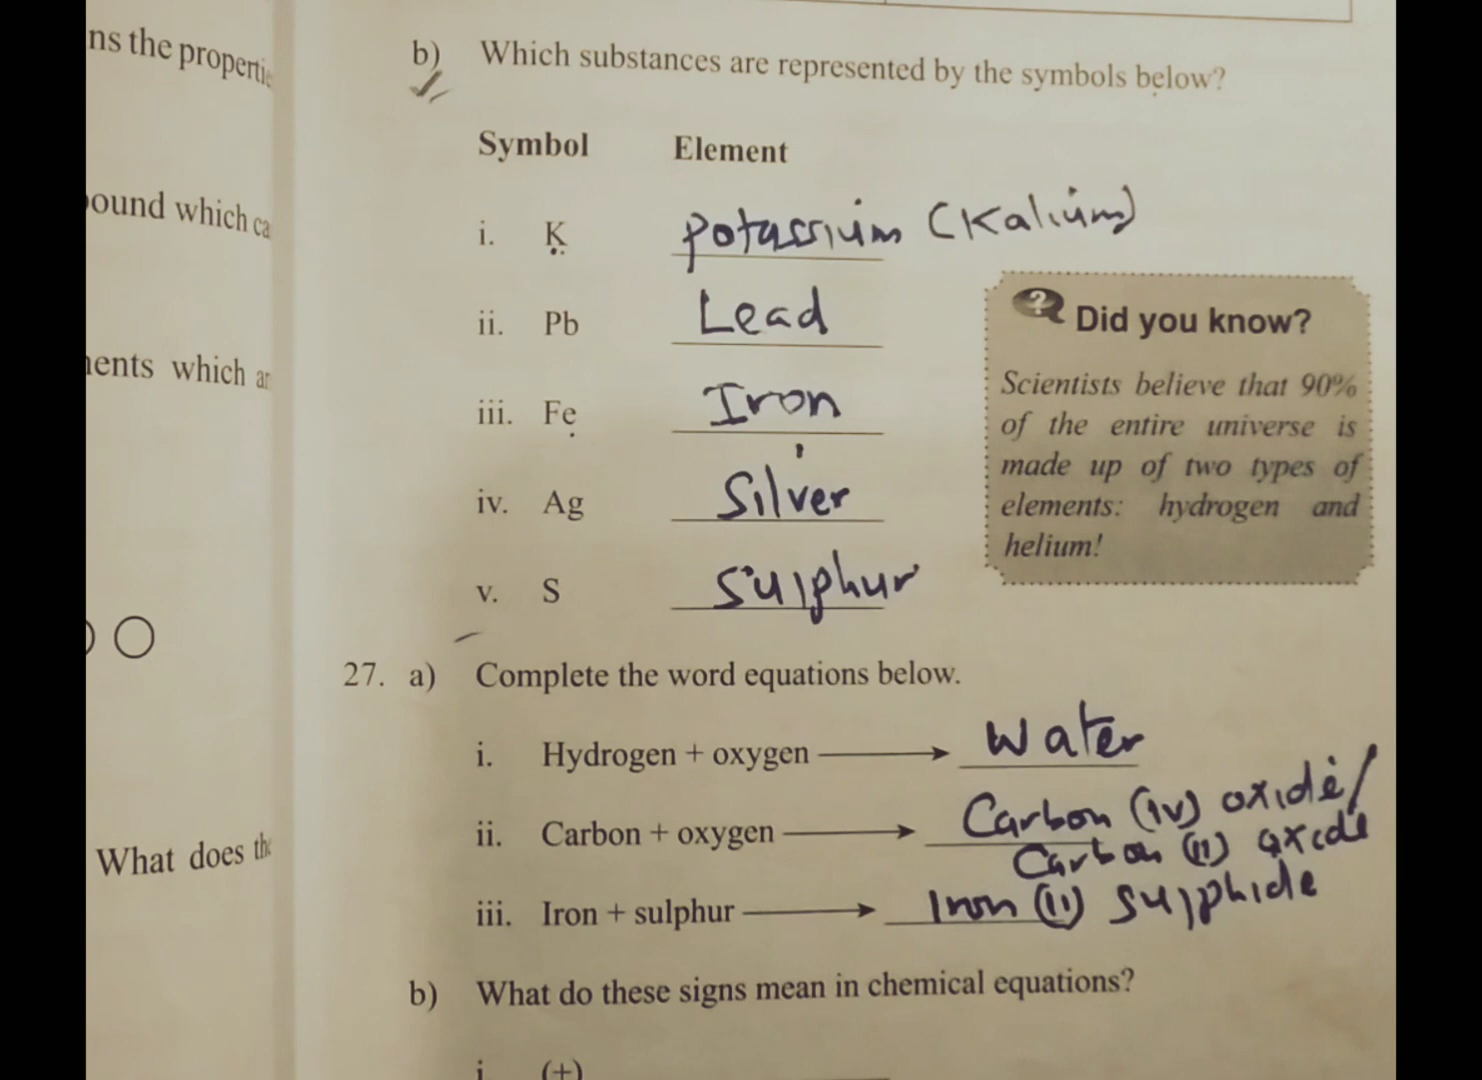 ns the
ound which ca
ents which ar
What does the
b) Which substances are represented by the symbols below?
Symbol Element
i. K Potassium (Kalium)
ii. Pb Lead
iii. Fe Iron
iv. Ag Silver
v. S Sulphur
Did you know?
Scientists believe that 90%
of the entire universe is
made up of two types of
elements: hydrogen and
helium!
27. a) Complete the word equations below.
i. Hydrogen + oxygen → Water
ii. Carbon + oxygen → Carbon (iv) oxide/
Carbon (ii) oxide
iii. Iron + sulphur → Iron (ii) sulphide
b) What do these signs mean in chemical equations?
i. (+)